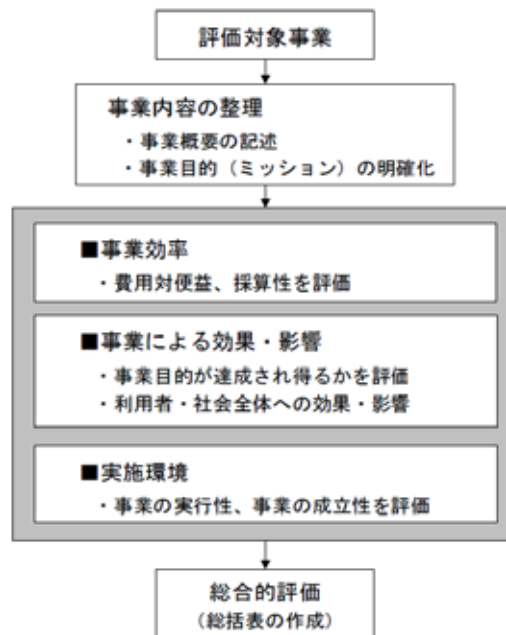 評価対象事業
事業内容の整理
・事業概要の記述
・事業目的（ミッション）の明確化
■事業効率
・費用対便益、採算性を評価
■事業による効果・影響
・事業目的が達成され得るかを評価
・利用者・社会全体への効果・影響
■実施環境
・事業の実行性、事業の成立性を評価
総合的評価
（総括表の作成）